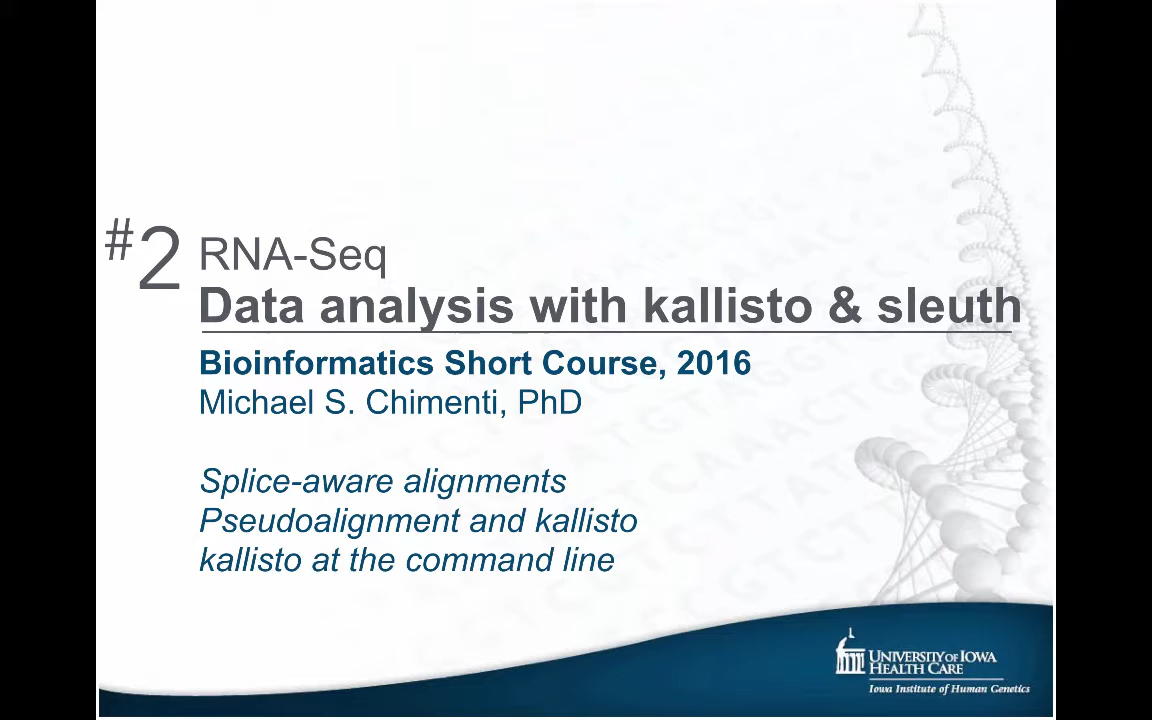 #2 RNA-Seq
Data analysis with kallisto & sleuth
Bioinformatics Short Course, 2016
Michael S. Chimenti, PhD
Splice-aware alignments
Pseudoalignment and kallisto
kallisto at the command line
UNIVERSITY OF IOWA
HEALTH CARE
Iowa Institute of Human Genetics